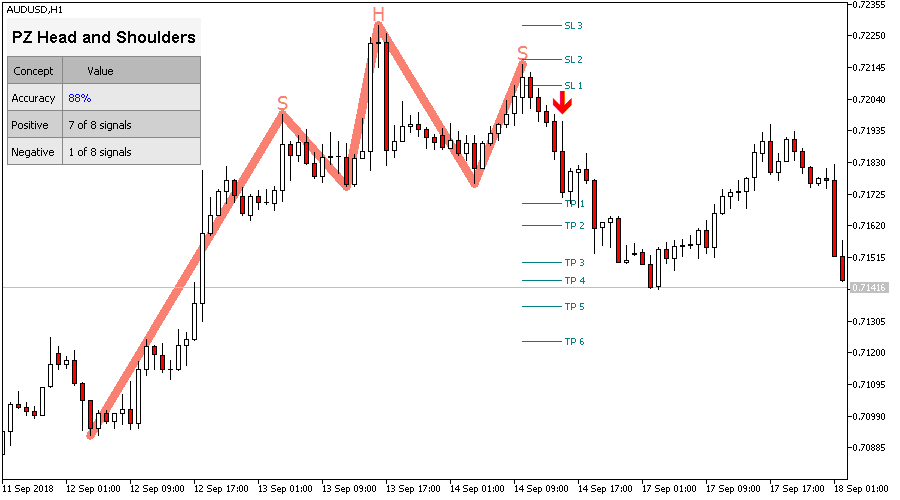 AUDUSD,H1
PZ Head and Shoulders
Concept Value
Accuracy 88%
Positive 7 of 8 signals
Negative 1 of 8 signals
H
S
S
SL 3
SL 2
SL 1
TP 1
TP 2
TP 3
TP 4
TP 5
TP 6
0.72355
0.72250
0.72145
0.72040
0.71935
0.71830
0.71725
0.71620
0.71515
0.71416
0.71305
0.71200
0.71095
0.70990
0.70885
11 Sep 2018 12 Sep 01:00 12 Sep 09:00 12 Sep 17:00 13 Sep 01:00 13 Sep 09:00 13 Sep 17:00 14 Sep 01:00 14 Sep 09:00 14 Sep 17:00 17 Sep 01:00 17 Sep 09:00 17 Sep 17:00 18 Sep 01:00